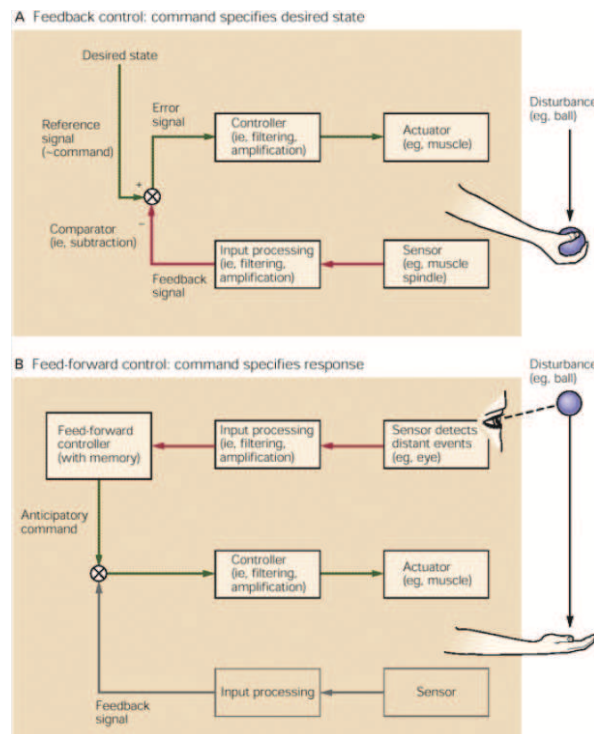 A Feedback control: command specifies desired state
Desired state
Reference
signal
(~command)
Error
signal
Controller
(ie, filtering,
amplification)
Actuator
(eg, muscle)
Disturbance
(eg. ball)
+
−
Comparator
(ie, subtraction)
Feedback
signal
Input processing
(ie, filtering,
amplification)
Sensor
(eg, muscle
spindle)
B Feed-forward control: command specifies response
Disturbance
(eg, ball)
Feed-forward
controller
(with memory)
Input processing
(ie, filtering,
amplification)
Sensor detects
distant events
(eg, eye)
Anticipatory
command
Controller
(ie, filtering,
amplification)
Actuator
(eg, muscle)
Feedback
signal
Input processing
Sensor